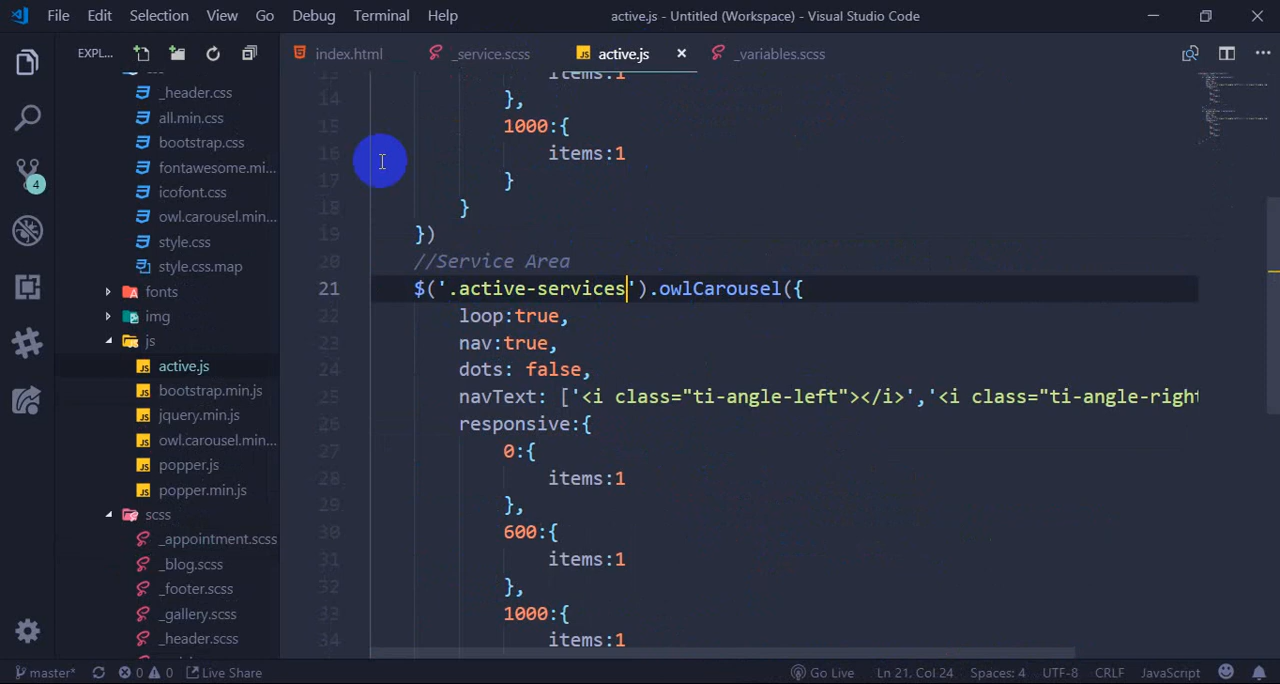 File Edit Selection View Go Debug Terminal Help
active.js - Untitled (Workspace) - Visual Studio Code
EXPL...
index.html
_service.scss
active.js
_variables.scss
_header.css
all.min.css
bootstrap.css
fontawesome.mi...
icofont.css
owl.carousel.min...
style.css
style.css.map
fonts
img
js
active.js
bootstrap.min.js
jquery.min.js
owl.carousel.min...
popper.js
popper.min.js
scss
_appointment.scss
_blog.scss
_footer.scss
_gallery.scss
_header.scss
4
13 items:1
14 },
15 1000:{
16 items:1
17 }
18 }
19 })
20 //Service Area
21 $('.active-services').owlCarousel({
22 loop:true,
23 nav:true,
24 dots: false,
25 navText: ['<i class="ti-angle-left"></i>','<i class="ti-angle-right
26 responsive:{
27 0:{
28 items:1
29 },
30 600:{
31 items:1
32 },
33 1000:{
34 items:1
master* 0 0 Live Share
Go Live Ln 21, Col 24 Spaces: 4 UTF-8 CRLF JavaScript